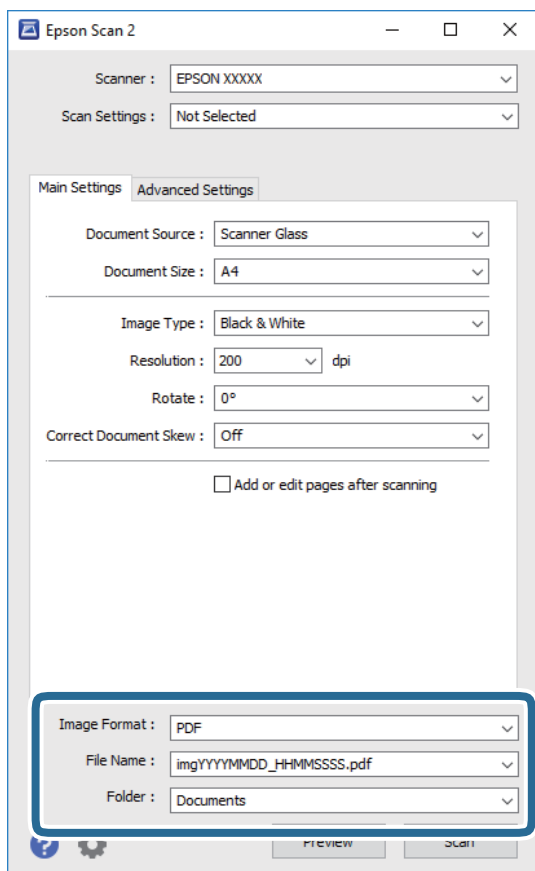 Epson Scan 2
Scanner : EPSON XXXXX
Scan Settings : Not Selected
Main Settings Advanced Settings
Document Source : Scanner Glass
Document Size : A4
Image Type : Black & White
Resolution : 200 dpi
Rotate : 0°
Correct Document Skew : Off
Add or edit pages after scanning
Image Format : PDF
File Name : imgYYYYMMDD_HHMMSSSS.pdf
Folder : Documents
? Preview Scan